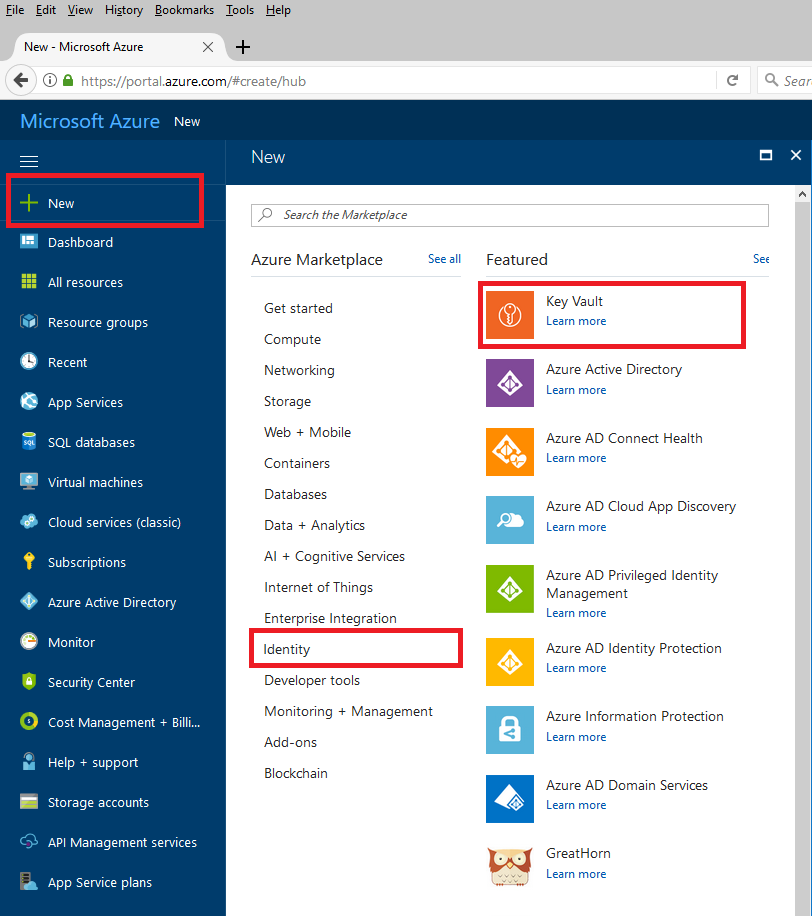 File Edit View History Bookmarks Tools Help
New - Microsoft Azure
https://portal.azure.com/#create/hub
Sear
Microsoft Azure New
New
New
Dashboard
All resources
Resource groups
Recent
App Services
SQL databases
Virtual machines
Cloud services (classic)
Subscriptions
Azure Active Directory
Monitor
Security Center
Cost Management + Billi...
Help + support
Storage accounts
API Management services
App Service plans
Search the Marketplace
Azure Marketplace See all
Get started
Compute
Networking
Storage
Web + Mobile
Containers
Databases
Data + Analytics
AI + Cognitive Services
Internet of Things
Enterprise Integration
Identity
Developer tools
Monitoring + Management
Add-ons
Blockchain
Featured See
Key Vault
Learn more
Azure Active Directory
Learn more
Azure AD Connect Health
Learn more
Azure AD Cloud App Discovery
Learn more
Azure AD Privileged Identity
Management
Learn more
Azure AD Identity Protection
Learn more
Azure Information Protection
Learn more
Azure AD Domain Services
Learn more
GreatHorn
Learn more